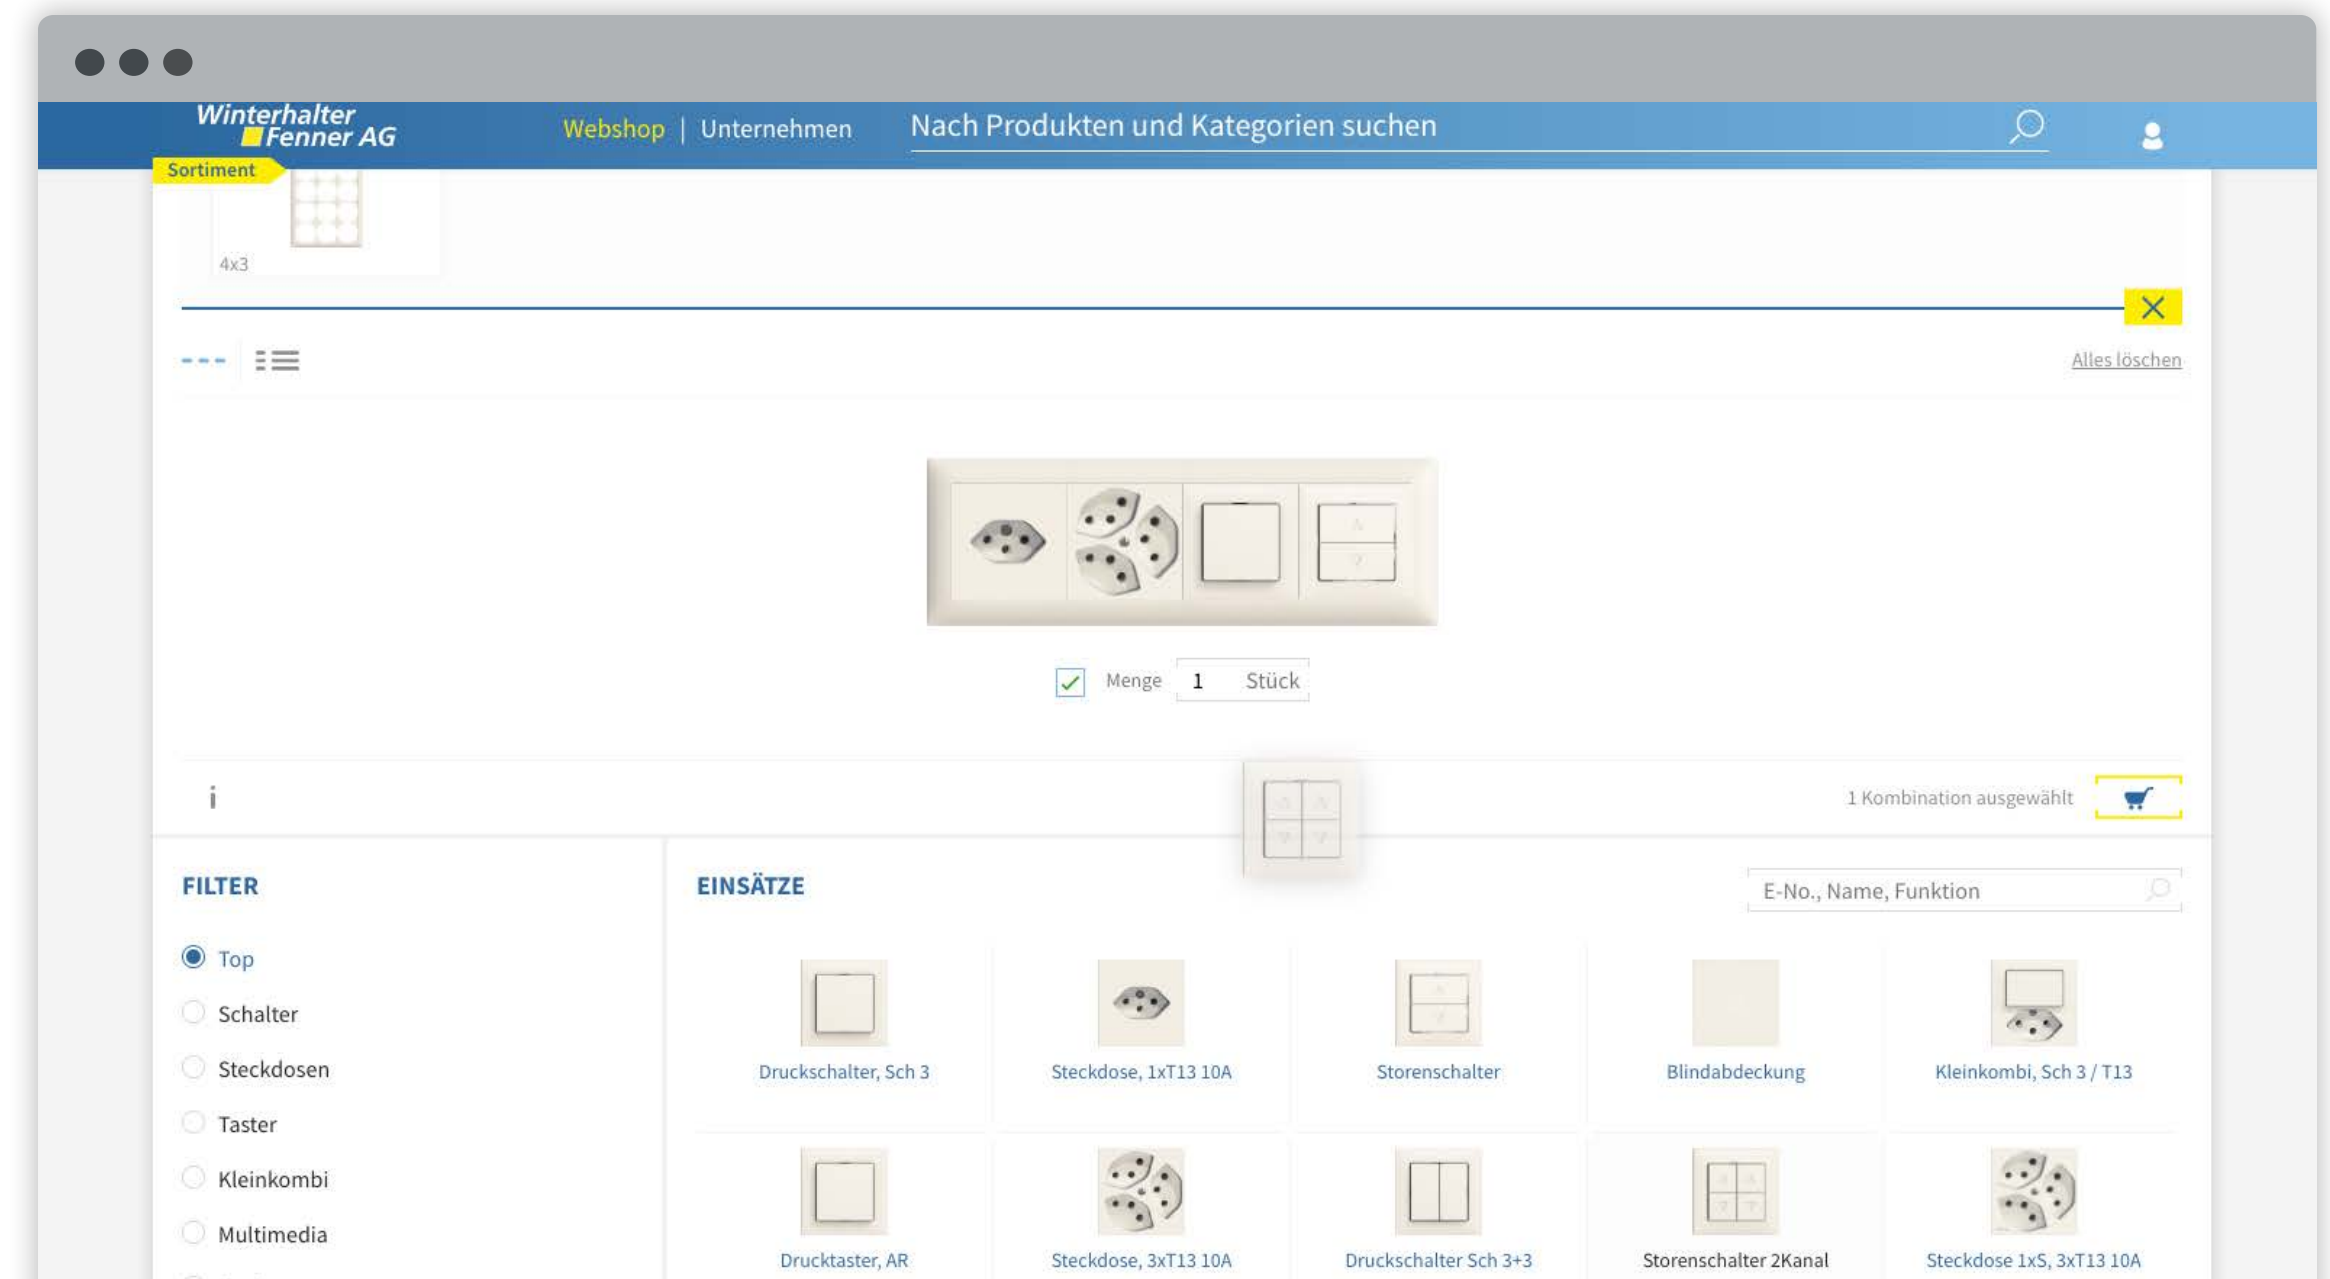 Winterhalter
Fenner AG
Webshop | Unternehmen
Nach Produkten und Kategorien suchen
Sortiment
4x3
Alles löschen
Menge 1 Stück
i
1 Kombination ausgewählt
FILTER
EINSÄTZE
E-No., Name, Funktion
Top
Schalter
Steckdosen
Taster
Kleinkombi
Multimedia
Druckschalter, Sch 3
Steckdose, 1xT13 10A
Storenschalter
Blindabdeckung
Kleinkombi, Sch 3 / T13
Drucktaster, AR
Steckdose, 3xT13 10A
Druckschalter Sch 3+3
Storenschalter 2Kanal
Steckdose 1xS, 3xT13 10A